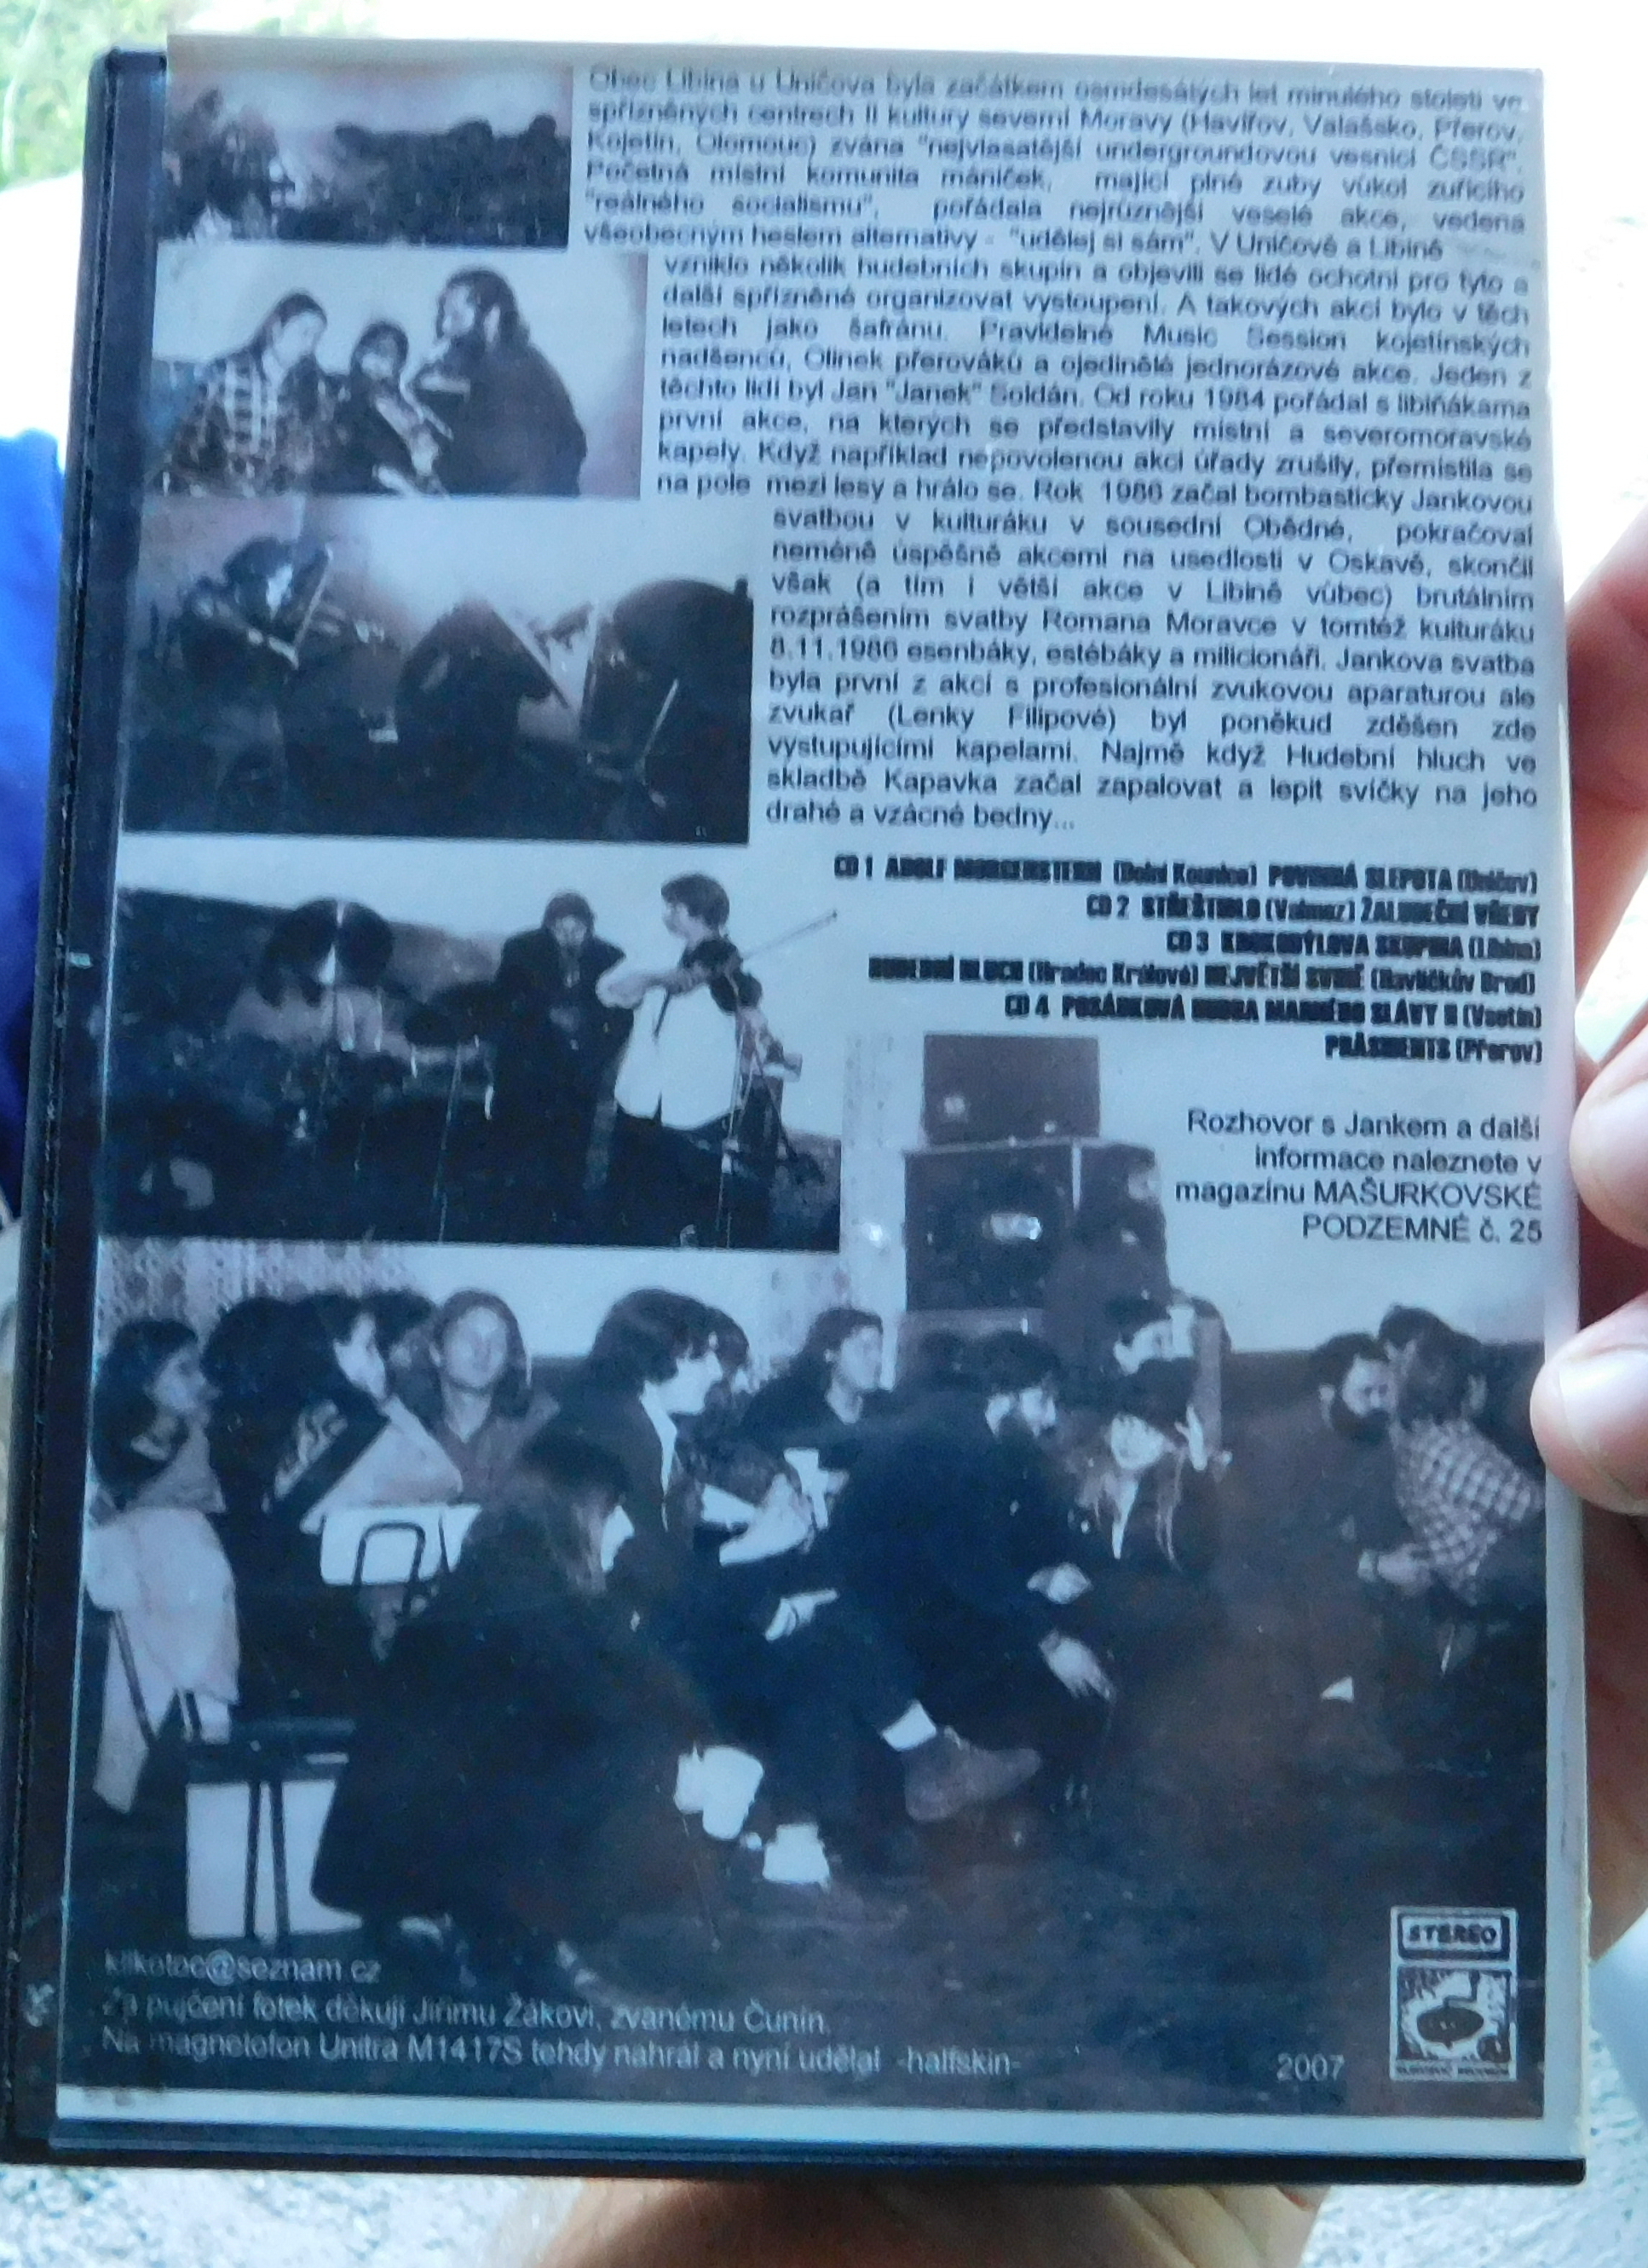 Obec Libina u Uničova byla začátkem osmdesátých let minulého století ve
spřízněných centrech II kultury severní Moravy (Havířov, Valašsko, Přerov,
Kojetín, Olomouc) zvána "nejvlasatější undergroundovou vesnicí ČSSR".
Početná místní komunita mániček, mající plné zuby vůkol zuřícího
"reálného socialismu", pořádala nejrůznější veselé akce, vedena
všeobecným heslem alternativy - "udělej si sám". V Uničově a Libině
vzniklo několik hudebních skupin a objevili se lidé ochotní pro tyto a
další spřízněné organizovat vystoupení. A takových akcí bylo v těch
letech jako šafránu. Pravidelné Music Session kojetínských
nadšenců, Olinek přerováků a ojedinělé jednorázové akce. Jeden z
těchto lidí byl Jan "Janek" Soldán. Od roku 1984 pořádal s libiňákama
první akce, na kterých se představily místní a severomoravské
kapely. Když například nepovolenou akci úřady zrušily, přemístila se
na pole mezi lesy a hrálo se. Rok 1986 začal bombasticky Jankovou
svatbou v kulturáku v sousední Obědné, pokračoval
neméně úspěšně akcemi na usedlosti v Oskavě, skončil
však (a tím i větší akce v Libině vůbec) brutálním
rozprášením svatby Romana Moravce v tomtéž kulturáku
8.11.1986 esenbáky, estébáky a milicionáři. Jankova svatba
byla první z akcí s profesionální zvukovou aparaturou ale
zvukař (Lenky Filipové) byl poněkud zděšen zde
vystupujícími kapelami. Najmě když Hudební hluch ve
skladbě Kapavka začal zapalovat a lepit svíčky na jeho
drahé a vzácné bedny...
CD 1 ADOLF MORGENSTERN (Dolní Kounice) POVINNÁ SLEPOTA (Uničov)
CD 2 STŘEŠTIDLO (Valmez) ŽALUDEČNÍ VŘEDY
CD 3 KROKODÝLOVA SKUPINA (Libina)
HUDEBNÍ HLUCH (Hradec Králové) NEJVĚTŠÍ SVINĚ (Havlíčkův Brod)
CD 4 POSÁDKOVÁ HUDBA MARNÉHO SLÁVY R (Vsetín)
PRÄSIDENTS (Přerov)
Rozhovor s Jankem a další
informace naleznete v
magazínu MAŠURKOVSKÉ
PODZEMNÉ č. 25
klikotoc@seznam.cz
Za pujčení fotek děkuji Jiřímu Žákovi, zvanému Čunín.
Na magnetofon Unitra M1417S tehdy nahrál a nyní udělal -halfskin-
2007
STEREO